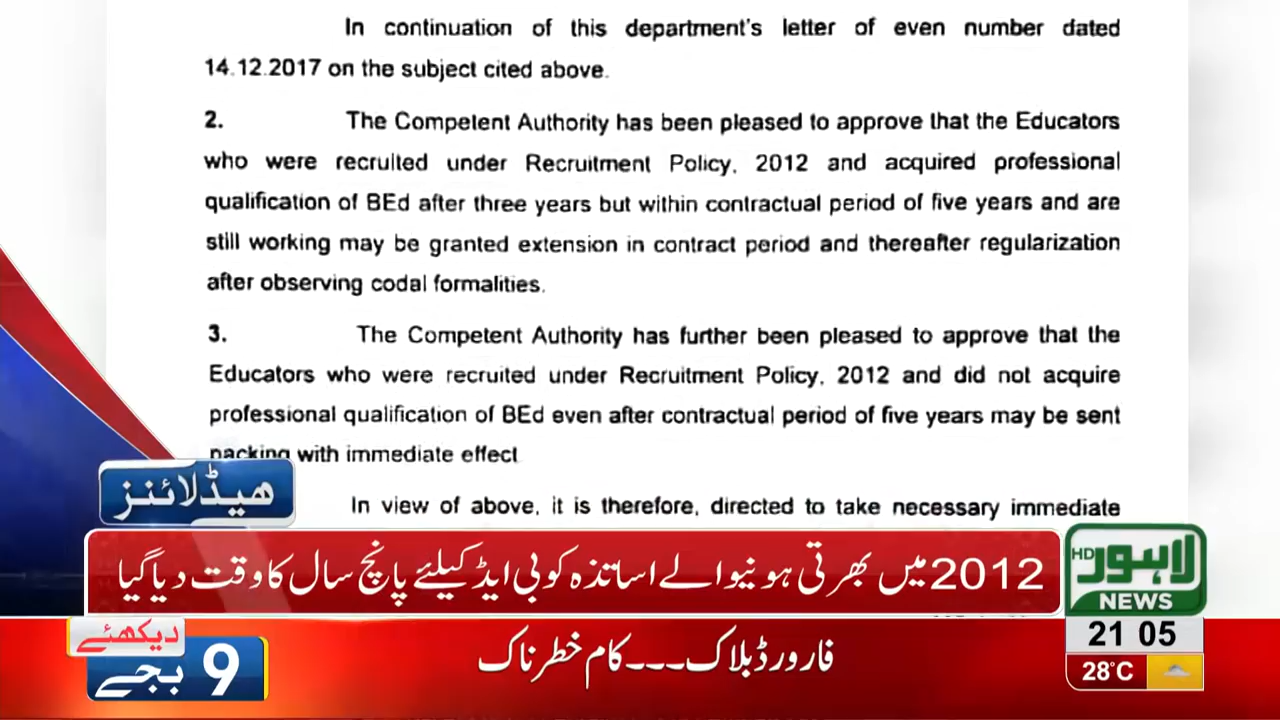 In continuation of this department's letter of even number dated
14.12.2017 on the subject cited above.
2. The Competent Authority has been pleased to approve that the Educators
who were recruited under Recruitment Policy, 2012 and acquired professional
qualification of BEd after three years but within contractual period of five years and are
still working may be granted extension in contract period and thereafter regularization
after observing codal formalities.
3. The Competent Authority has further been pleased to approve that the
Educators who were recruited under Recruitment Policy, 2012 and did not acquire
professional qualification of BEd even after contractual period of five years may be sent
packing with immediate effect
In view of above, it is therefore, directed to take necessary immediate
ہیڈلائنز
2012 میں بھرتی ہونیوالے اساتذہ کو بی ایڈ کیلئے پانچ سال کا وقت دیا گیا
لاہور HD
NEWS
21 05
28°C
دیکھئے
9 بجے
فارورڈ بلاک۔۔۔کام خطرناک